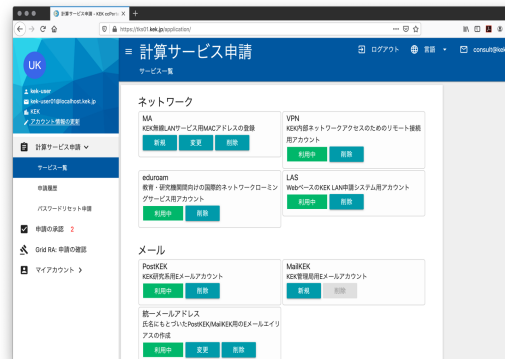 計算サービス申請 - KEK ccPort
https://ds01.kek.jp/application/
UK
kek-user
kek-user01@localhost.kek.jp
KEK
アカウント情報の変更
計算サービス申請
サービス一覧
申請履歴
パスワードリセット申請
申請の承認 2
Grid RA: 申請の確認
マイアカウント
計算サービス申請
サービス一覧
ログアウト 言語 consult@kek
ネットワーク
MA
KEK無線LANサービス用MACアドレスの登録
新規 変更 削除
VPN
KEK内部ネットワークアクセスのためのリモート接続
用アカウント
利用中 削除
eduroam
教育・研究機関間向けの国際的ネットワークローミン
グサービス用アカウント
利用中 削除
LAS
WebベースのKEK LAN申請システム用アカウント
利用中 削除
メール
PostKEK
KEK研究系用Eメールアカウント
利用中 削除
MailKEK
KEK管理局用Eメールアカウント
新規 削除
統一メールアドレス
氏名にもとづいたPostKEK/MailKEK用のEメールエイリ
アスの作成
利用中 変更 削除